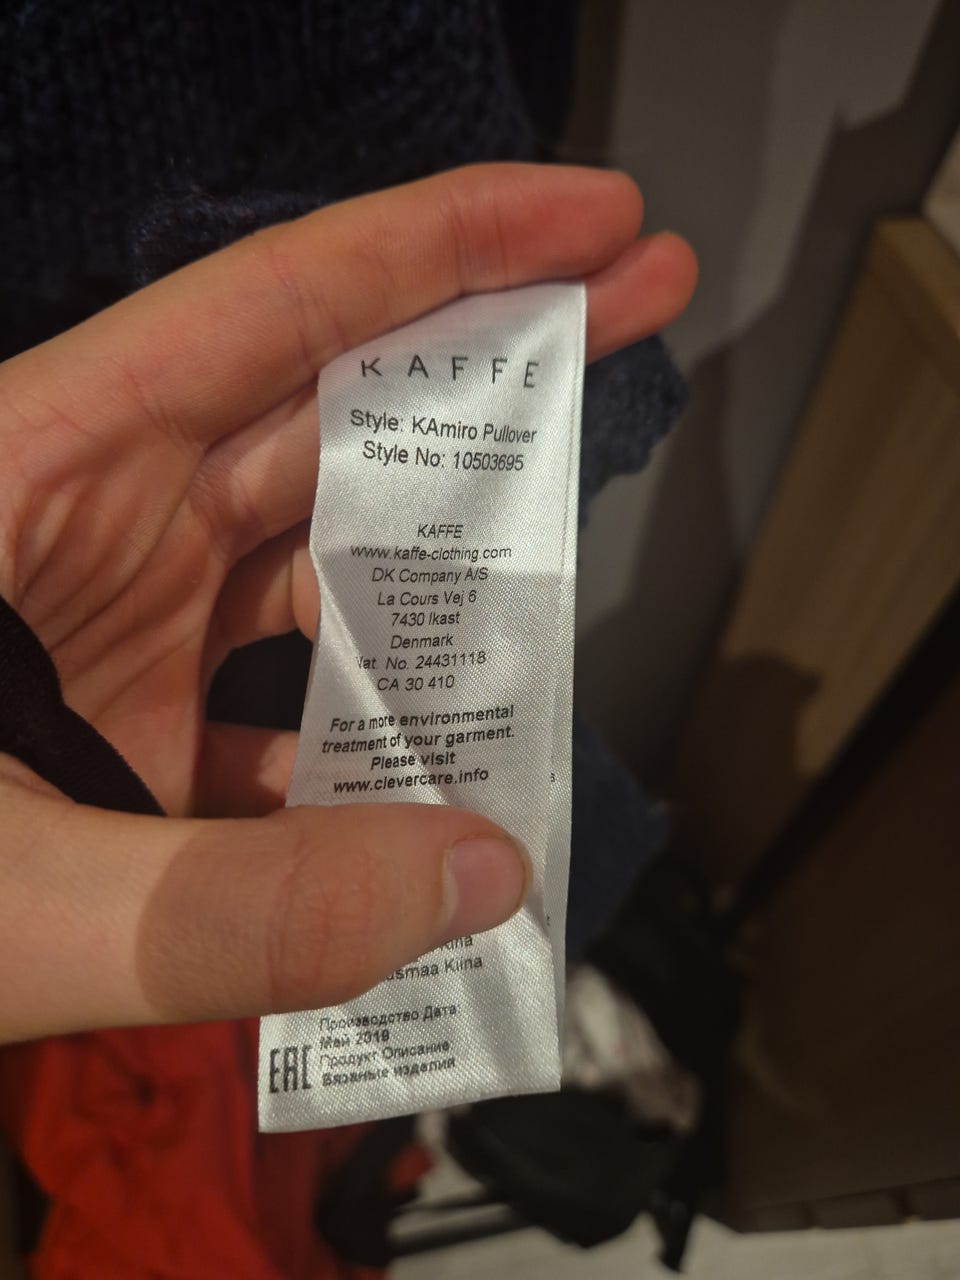 KAFFE
Style: KAmiro Pullover
Style No: 10503695
KAFFE
www.kaffe-clothing.com
DK Company A/S
La Cours Vej 6
7430 Ikast
Denmark
Vat. No. 24431118
CA 30 410
For a more environmental
treatment of your garment.
Please visit
www.clevercare.info
Kiina
Производство Дата:
Май 2019
EAC
Продукт Описание
Вязаные изделия